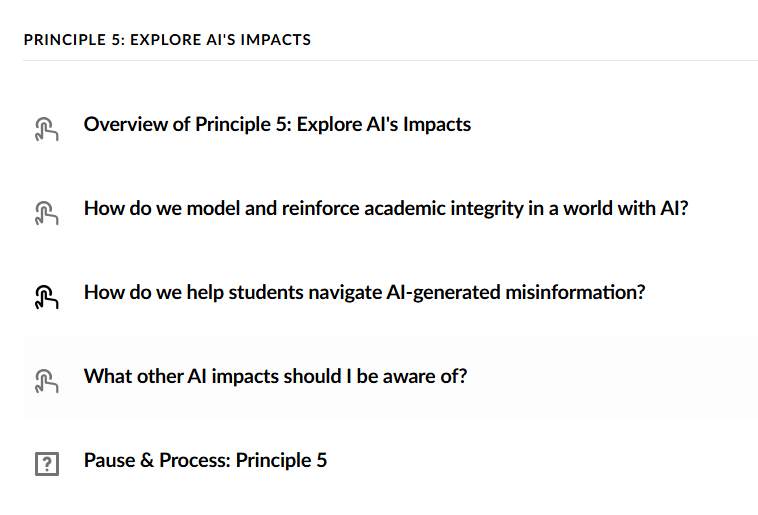 PRINCIPLE 5: EXPLORE AI'S IMPACTS
Overview of Principle 5: Explore AI's Impacts
How do we model and reinforce academic integrity in a world with AI?
How do we help students navigate AI-generated misinformation?
What other AI impacts should I be aware of?
Pause & Process: Principle 5